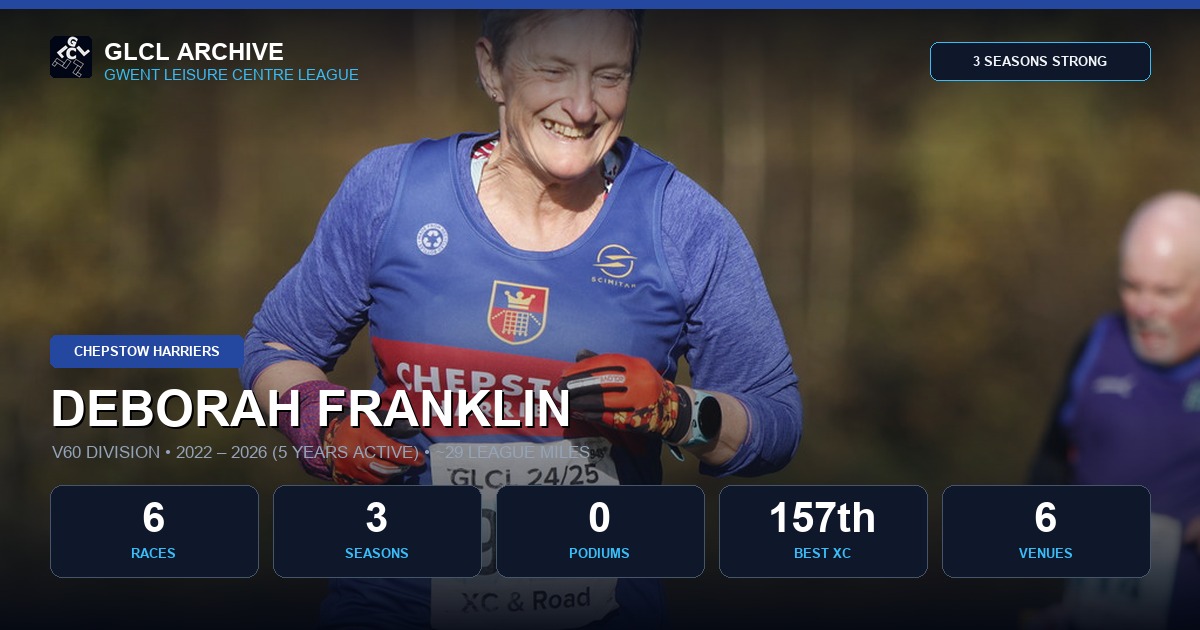 GLCL ARCHIVE
GWENT LEISURE CENTRE LEAGUE
3 SEASONS STRONG
SCIMITAR
CHEPSTOW HARRIERS
DEBORAH FRANKLIN
V60 DIVISION • 2022 – 2026 (5 YEARS ACTIVE) • ~29 LEAGUE MILES
GLCL 24/25
6
RACES
3
SEASONS
0
PODIUMS
157th
BEST XC
6
VENUES
XC & Road